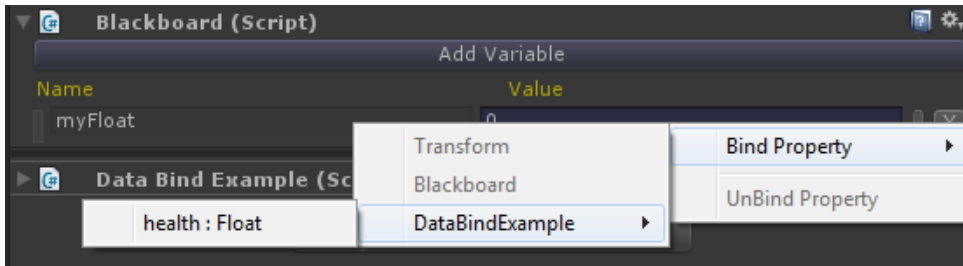 Blackboard (Script)
Add Variable
Name Value
myFloat 0
Transform Bind Property
Data Bind Example (Sc
Blackboard
UnBind Property
health : Float DataBindExample